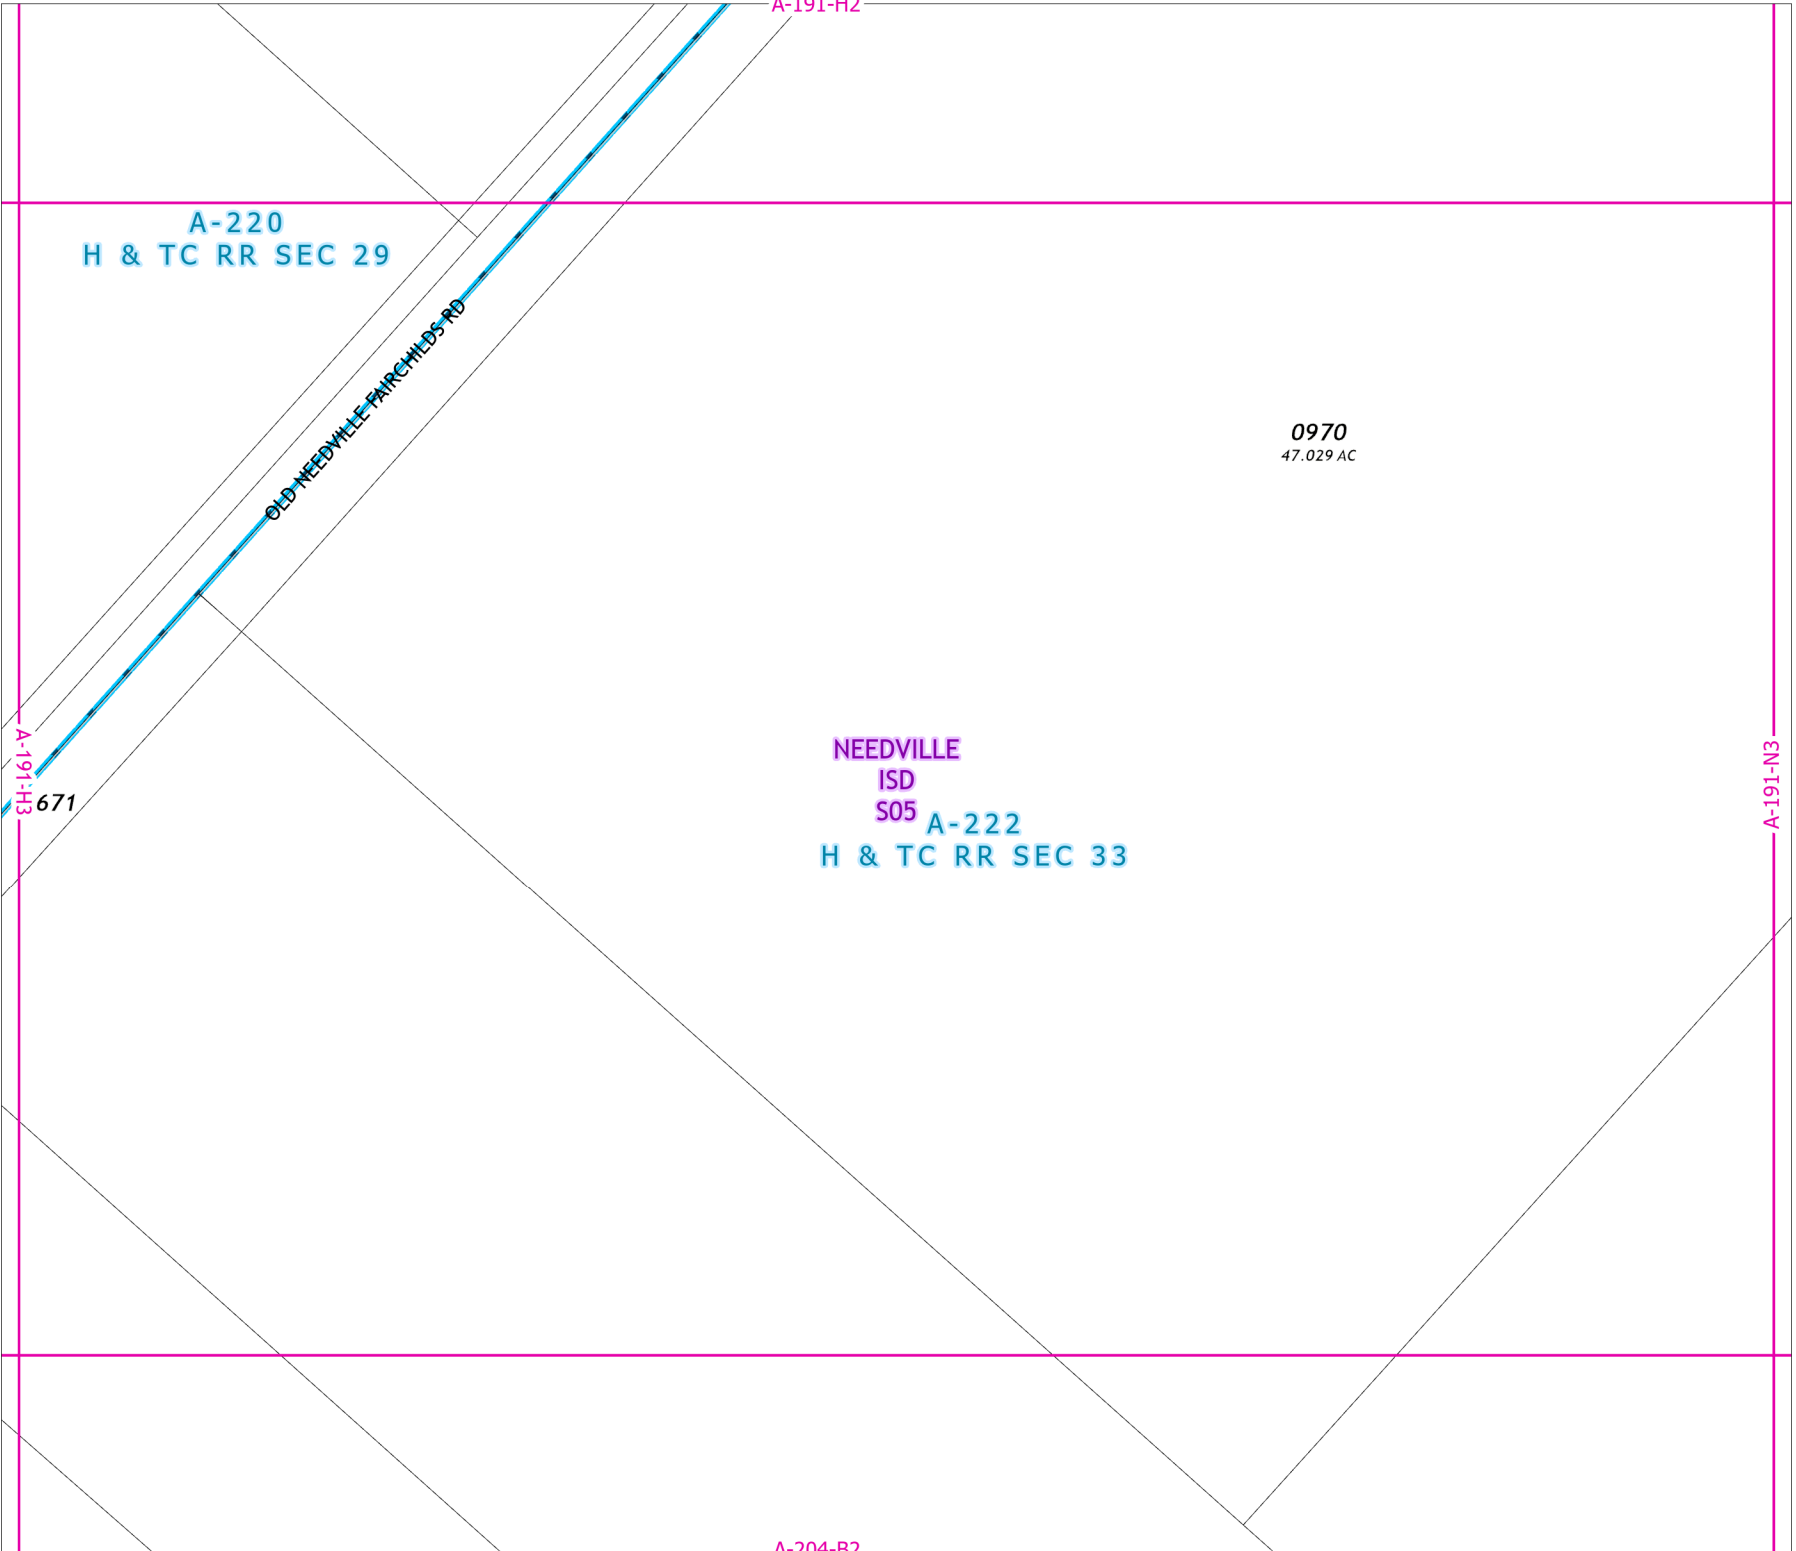 A-191-H2
A-220
H & TC RR SEC 29
OLD NEEDVILLE FAIRCHILDS RD
0970
47.029 AC
NEEDVILLE
ISD
S05
A-222
H & TC RR SEC 33
A-191-H3
671
A-191-N3
A-204-B2